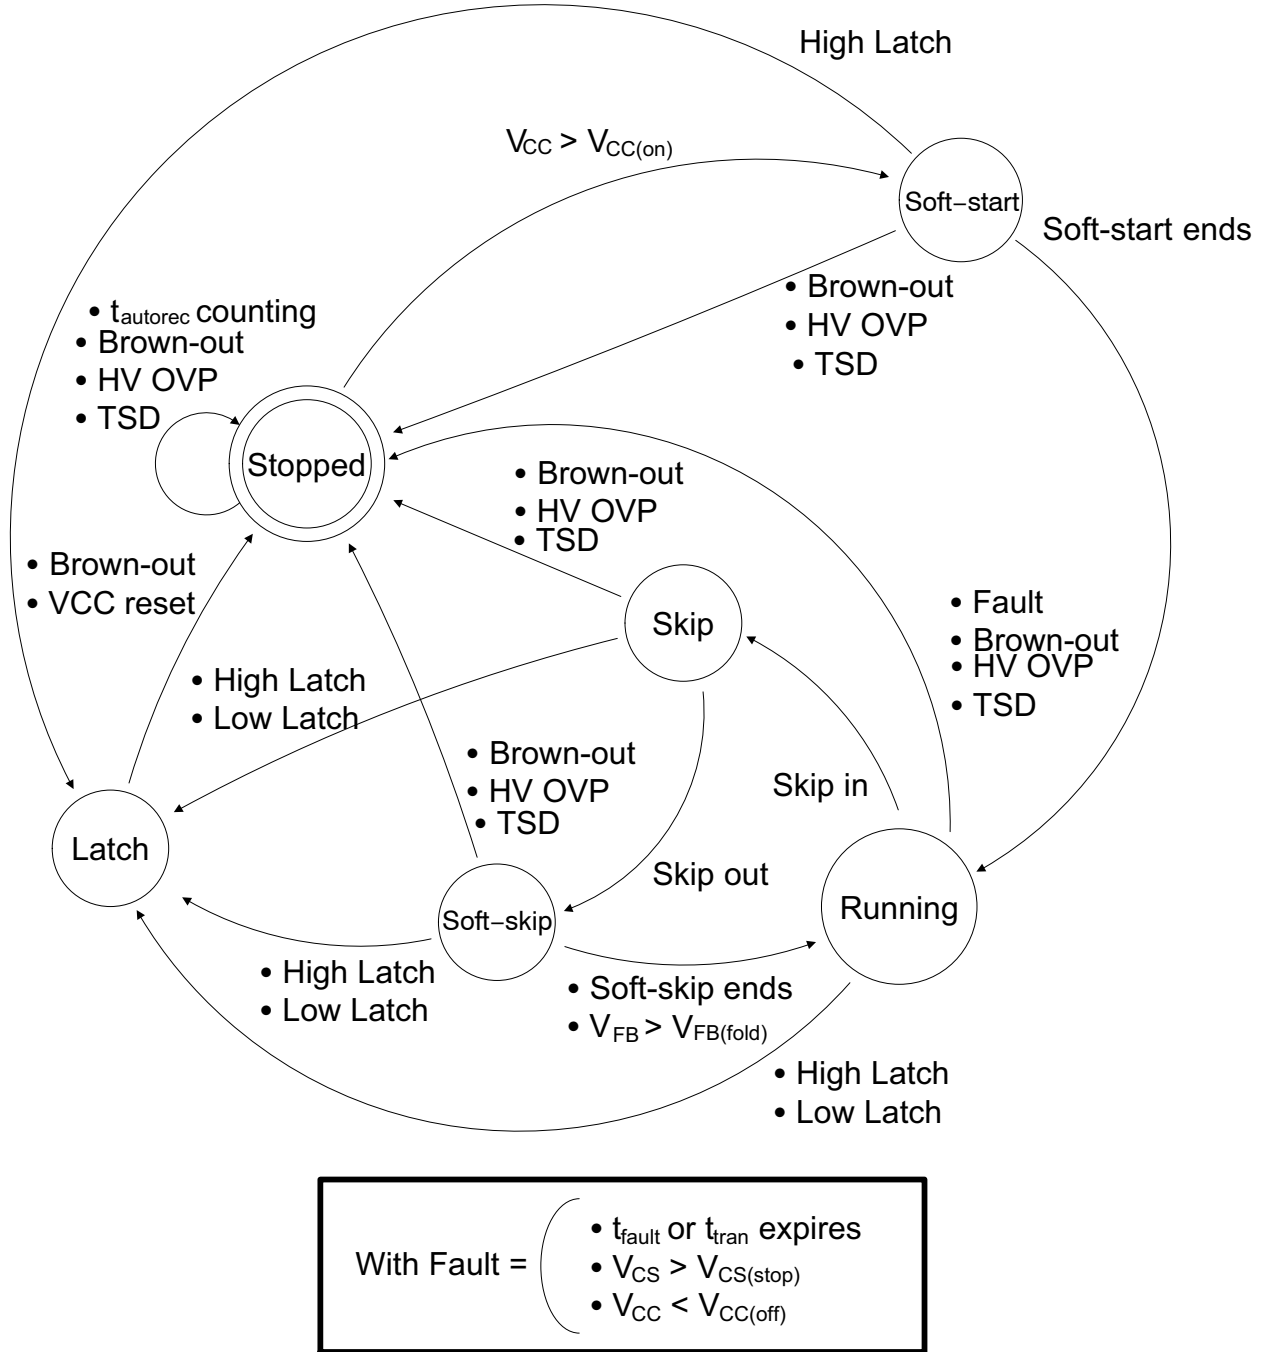 High Latch
VCC > VCC(on)
Soft−start
Soft-start ends
• Brown-out
• HV OVP
• TSD
• tautorec counting
• Brown-out
• HV OVP
• TSD
Stopped
• Brown-out
• HV OVP
• TSD
• Brown-out
• VCC reset
Skip
• Fault
• Brown-out
• HV OVP
• TSD
• High Latch
• Low Latch
• Brown-out
• HV OVP
• TSD
Skip in
Latch
Skip out
Soft−skip
Running
• High Latch
• Low Latch
• Soft-skip ends
• VFB > VFB(fold)
• High Latch
• Low Latch
With Fault =
• tfault or ttran expires
• VCS > VCS(stop)
• VCC < VCC(off)